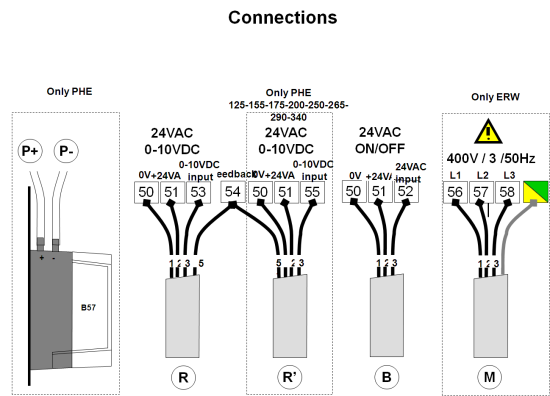 Connections
Only PHE
P+
P-
+ -
B57
24VAC
0-10VDC
0V +24VA 0-10VDC
input
50 51 53 54
1 2 3 5
R
Only PHE
125-155-175-200-250-265-
290-340
24VAC
0-10VDC
eedback 0V +24VA 0-10VDC
input
50 51 55
5 2 3
R'
24VAC
ON/OFF
0V +24V 24VAC
input
50 51 52
1 2 3
B
Only ERW
400V / 3 /50Hz
L1 L2 L3
56 57 58
1 2 3
M